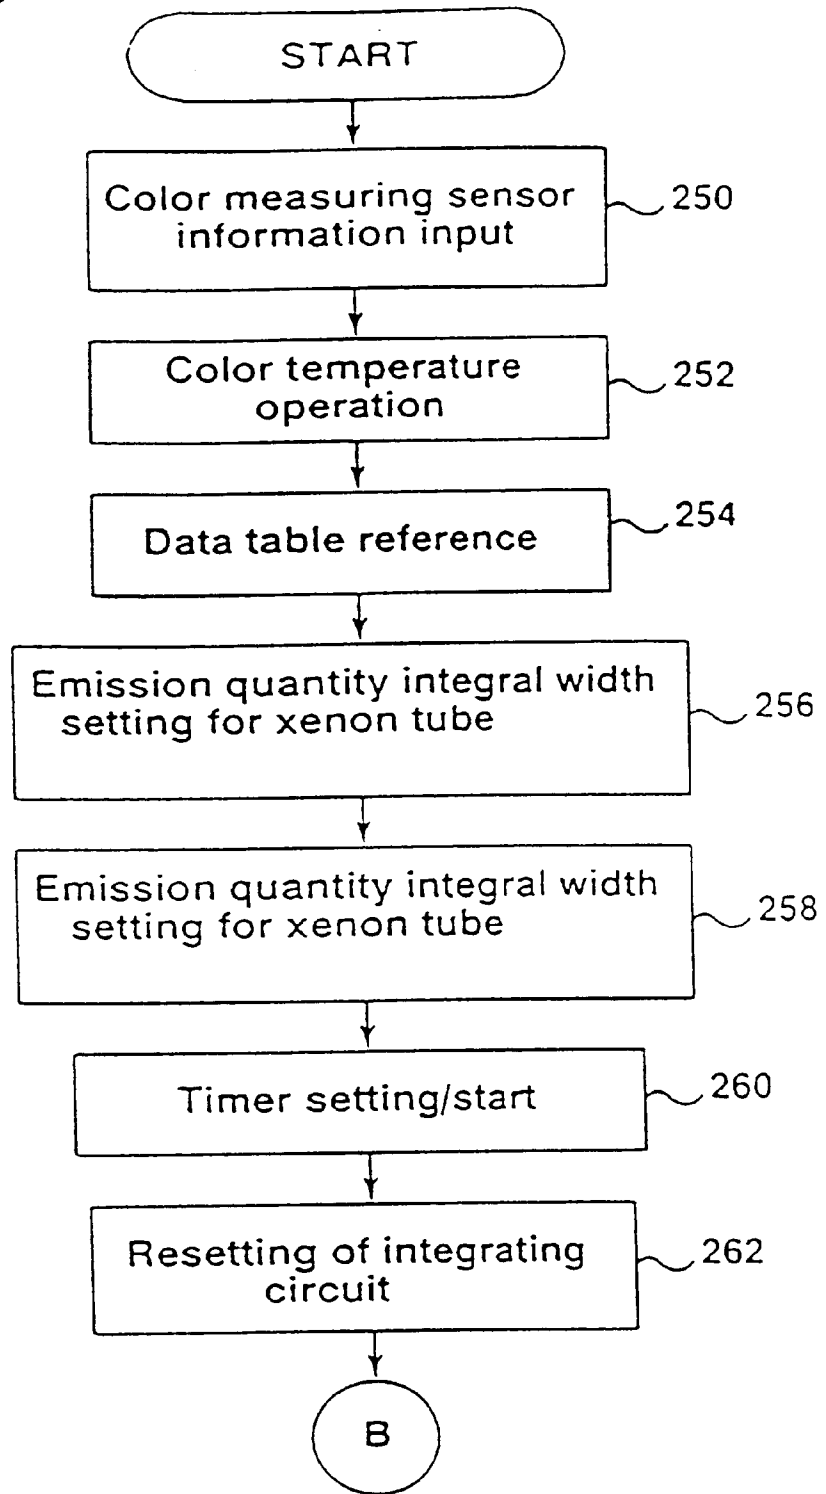 START
Color measuring sensor
information input
250
Color temperature
operation
252
Data table reference
254
Emission quantity integral width
setting for xenon tube
256
Emission quantity integral width
setting for xenon tube
258
Timer setting/start
260
Resetting of integrating
circuit
262
B